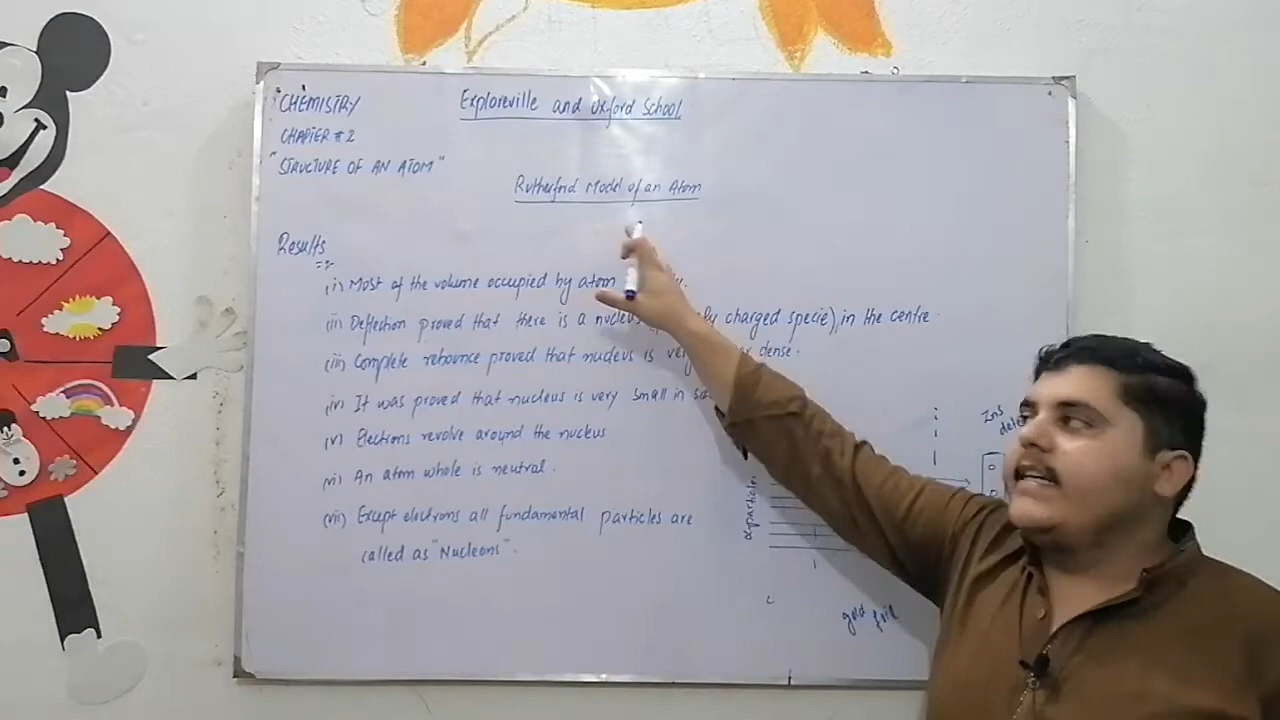 CHEMISTRY
Exploreville and Oxford School
CHAPTER # 2
"STRUCTURE OF AN ATOM"
Rutherford Model of an Atom
Results
(i) Most of the volume occupied by atom
(ii) Deflection proved that there is a nucleus charged specie), in the centre.
(iii) Complete rebounce proved that nucleus is dense.
(iv) It was proved that nucleus is very small in
(v) Electrons revolve around the nucleus
(vi) An atom whole is neutral.
(vii) Except electrons all fundamental particles are
called as "Nucleons".
α-particles
ZnS
gold foil